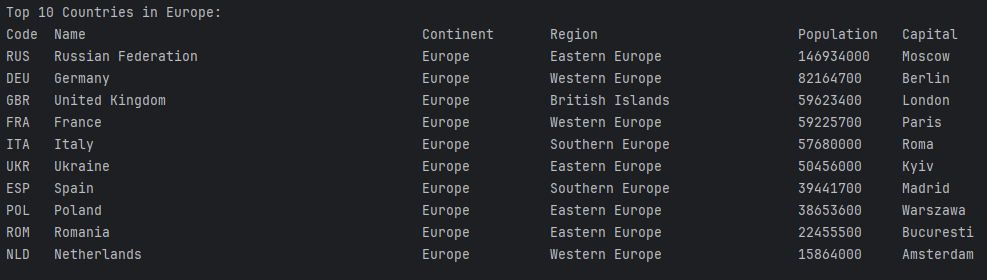 Top 10 Countries in Europe:
Code Name Continent Region Population Capital
RUS Russian Federation Europe Eastern Europe 146934000 Moscow
DEU Germany Europe Western Europe 82164700 Berlin
GBR United Kingdom Europe British Islands 59623400 London
FRA France Europe Western Europe 59225700 Paris
ITA Italy Europe Southern Europe 57680000 Roma
UKR Ukraine Europe Eastern Europe 50456000 Kyiv
ESP Spain Europe Southern Europe 39441700 Madrid
POL Poland Europe Eastern Europe 38653600 Warszawa
ROM Romania Europe Eastern Europe 22455500 Bucuresti
NLD Netherlands Europe Western Europe 15864000 Amsterdam